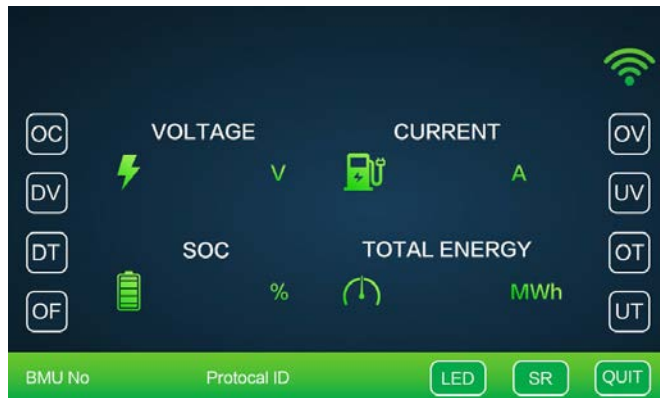 OC VOLTAGE CURRENT OV
V A
DV UV
DT SOC TOTAL ENERGY OT
% MWh
OF UT
BMU No Protocal ID LED SR QUIT